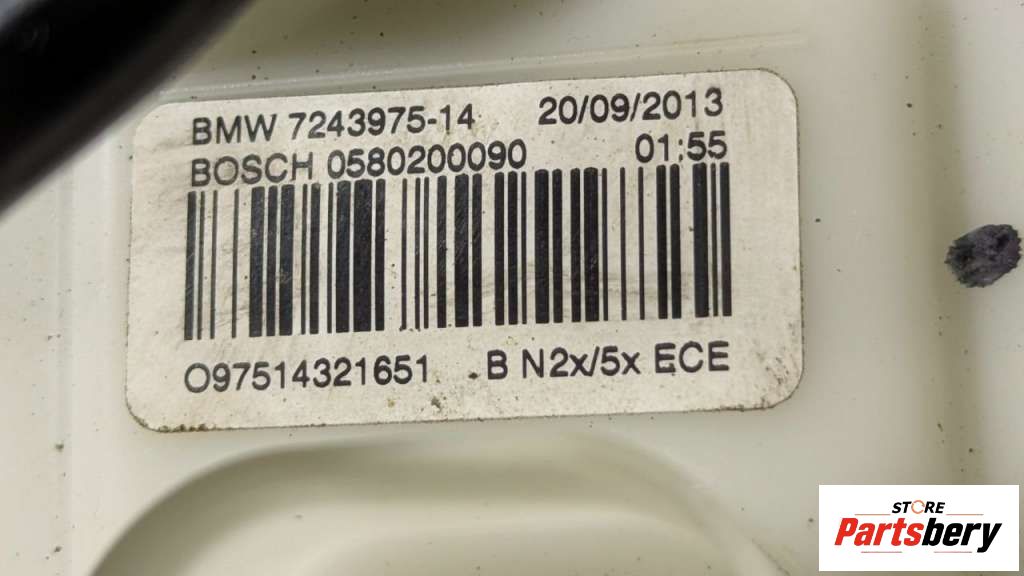 BMW 7243975-14 20/09/2013
BOSCH 0580200090 01:55
O97514321651 B N2x/5x ECE
STORE
Partsbery